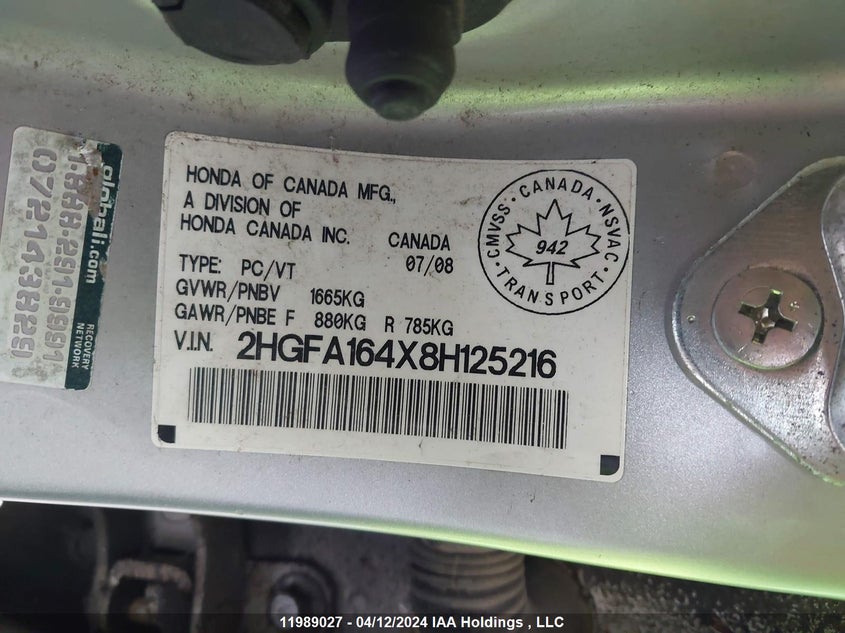 HONDA OF CANADA MFG.,
A DIVISION OF
HONDA CANADA INC. CANADA
TYPE: PC/VT 07/08
GVWR/PNBV 1665KG
GAWR/PNBE F 880KG R 785KG
V.I.N. 2HGFA164X8H125216
CMVSS · CANADA · NSVAC
942
TRANSPORT
globali.com
RECOVERY
NETWORK
11989027 - 04/12/2024 IAA Holdings , LLC